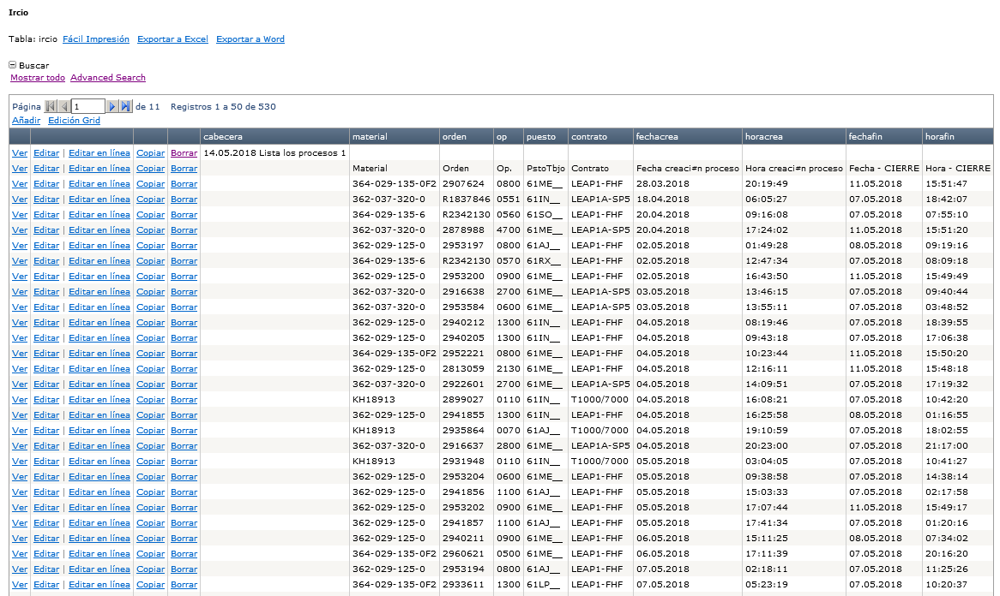 Ircio
Tabla: ircio Fácil Impresión Exportar a Excel Exportar a Word
Buscar
Mostrar todo Advanced Search
Página 1 de 11 Registros 1 a 50 de 530
Añadir Edición Grid
cabecera material orden op puesto contrato fechacrea horacrea fechafin horafin
Ver Editar | Editar en línea Copiar Borrar 14.05.2018 Lista los procesos 1
Ver Editar | Editar en línea Copiar Borrar Material Orden Op. PstoTbjo Contrato Fecha creaci#n proceso Hora creaci#n proceso Fecha - CIERRE Hora - CIERRE
Ver Editar | Editar en línea Copiar Borrar 364-029-135-0F2 2907624 0800 61ME__ LEAP1-FHF 28.03.2018 20:19:49 11.05.2018 15:51:47
Ver Editar | Editar en línea Copiar Borrar 362-037-320-0 R1837846 0551 61IN__ LEAP1A-SP5 18.04.2018 06:05:27 07.05.2018 18:42:07
Ver Editar | Editar en línea Copiar Borrar 364-029-135-6 R2342130 0560 61SO__ LEAP1-FHF 20.04.2018 09:16:08 07.05.2018 07:55:10
Ver Editar | Editar en línea Copiar Borrar 362-037-320-0 2878988 4700 61ME__ LEAP1A-SP5 20.04.2018 17:24:02 11.05.2018 15:51:20
Ver Editar | Editar en línea Copiar Borrar 362-029-125-0 2953197 0800 61AJ__ LEAP1-FHF 02.05.2018 01:49:28 08.05.2018 09:19:16
Ver Editar | Editar en línea Copiar Borrar 364-029-135-6 R2342130 0570 61RX__ LEAP1-FHF 02.05.2018 12:47:34 07.05.2018 08:09:18
Ver Editar | Editar en línea Copiar Borrar 362-029-125-0 2953200 0900 61ME__ LEAP1-FHF 02.05.2018 16:43:50 11.05.2018 15:49:49
Ver Editar | Editar en línea Copiar Borrar 362-037-320-0 2916638 2700 61ME__ LEAP1A-SP5 03.05.2018 13:46:15 07.05.2018 09:40:44
Ver Editar | Editar en línea Copiar Borrar 362-037-320-0 2953584 0600 61ME__ LEAP1A-SP5 03.05.2018 13:55:11 07.05.2018 03:48:52
Ver Editar | Editar en línea Copiar Borrar 362-029-125-0 2940212 1300 61IN__ LEAP1-FHF 04.05.2018 08:19:46 07.05.2018 18:39:55
Ver Editar | Editar en línea Copiar Borrar 362-029-125-0 2940205 1300 61IN__ LEAP1-FHF 04.05.2018 09:43:18 07.05.2018 17:06:38
Ver Editar | Editar en línea Copiar Borrar 364-029-135-0F2 2952221 0800 61ME__ LEAP1-FHF 04.05.2018 10:23:44 11.05.2018 15:50:20
Ver Editar | Editar en línea Copiar Borrar 362-029-125-0 2813059 2130 61ME__ LEAP1-FHF 04.05.2018 12:16:11 11.05.2018 15:48:18
Ver Editar | Editar en línea Copiar Borrar 362-037-320-0 2922601 2700 61ME__ LEAP1A-SP5 04.05.2018 14:09:51 07.05.2018 17:19:32
Ver Editar | Editar en línea Copiar Borrar KH18913 2899027 0110 61IN__ T1000/7000 04.05.2018 16:08:21 07.05.2018 10:42:20
Ver Editar | Editar en línea Copiar Borrar 362-029-125-0 2941855 1300 61IN__ LEAP1-FHF 04.05.2018 16:25:58 08.05.2018 01:16:55
Ver Editar | Editar en línea Copiar Borrar KH18913 2935864 0070 61AJ__ T1000/7000 04.05.2018 19:10:59 07.05.2018 18:02:55
Ver Editar | Editar en línea Copiar Borrar 362-037-320-0 2916637 2800 61ME__ LEAP1A-SP5 04.05.2018 20:23:00 07.05.2018 21:17:00
Ver Editar | Editar en línea Copiar Borrar KH18913 2931948 0110 61IN__ T1000/7000 05.05.2018 03:04:05 07.05.2018 10:41:27
Ver Editar | Editar en línea Copiar Borrar 362-029-125-0 2953204 0600 61ME__ LEAP1-FHF 05.05.2018 09:38:58 07.05.2018 14:38:14
Ver Editar | Editar en línea Copiar Borrar 362-029-125-0 2941856 1100 61AJ__ LEAP1-FHF 05.05.2018 15:03:33 07.05.2018 02:17:58
Ver Editar | Editar en línea Copiar Borrar 362-029-125-0 2953202 0900 61ME__ LEAP1-FHF 05.05.2018 17:07:44 11.05.2018 15:49:17
Ver Editar | Editar en línea Copiar Borrar 362-029-125-0 2941857 1100 61AJ__ LEAP1-FHF 05.05.2018 17:41:34 07.05.2018 01:20:16
Ver Editar | Editar en línea Copiar Borrar 362-029-125-0 2940211 0900 61ME__ LEAP1-FHF 06.05.2018 15:11:25 08.05.2018 07:34:02
Ver Editar | Editar en línea Copiar Borrar 364-029-135-0F2 2960621 0500 61ME__ LEAP1-FHF 06.05.2018 17:11:39 07.05.2018 20:16:20
Ver Editar | Editar en línea Copiar Borrar 362-029-125-0 2953194 0800 61AJ__ LEAP1-FHF 07.05.2018 02:18:11 07.05.2018 11:25:26
Ver Editar | Editar en línea Copiar Borrar 364-029-135-0F2 2933611 1300 61LP__ LEAP1-FHF 07.05.2018 05:23:19 07.05.2018 10:20:37